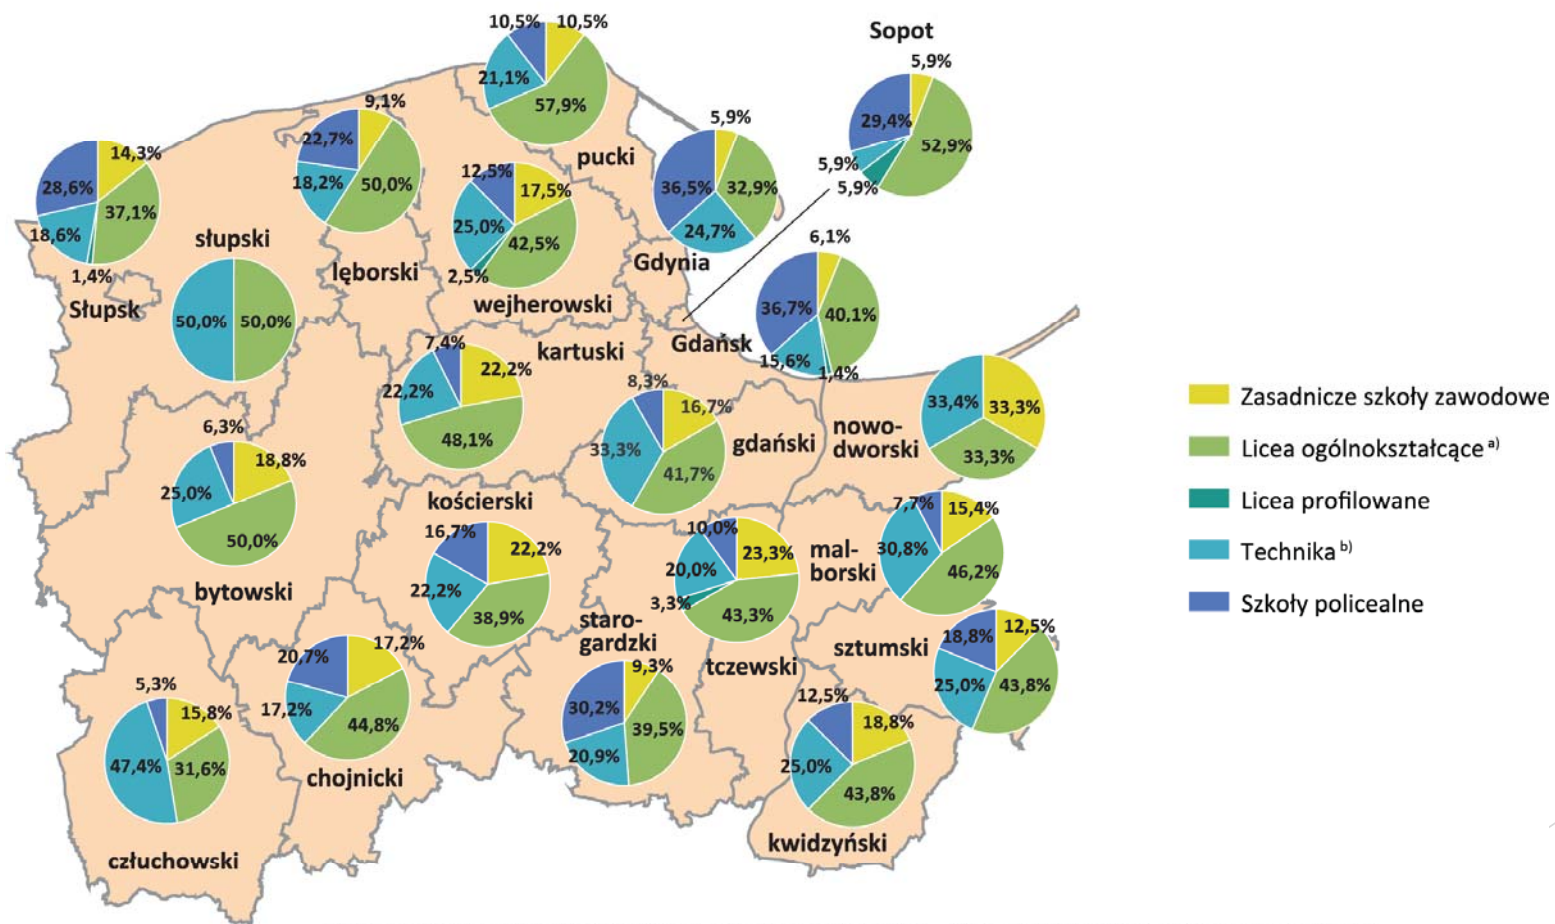 Sopot
5,9%
52,9%
5,9%
5,9%
29,4%
10,5%
10,5%
57,9%
21,1%
pucki
9,1%
50,0%
18,2%
22,7%
lęborski
14,3%
37,1%
1,4%
18,6%
28,6%
Słupsk
słupski
50,0%
50,0%
17,5%
42,5%
2,5%
25,0%
12,5%
wejherowski
5,9%
32,9%
24,7%
36,5%
Gdynia
6,1%
40,1%
1,4%
15,6%
36,7%
Gdańsk
kartuski
22,2%
48,1%
22,2%
7,4%
16,7%
41,7%
33,3%
8,3%
gdański
nowo-
dworski
33,3%
33,3%
33,4%
18,8%
50,0%
25,0%
6,3%
bytowski
kościerski
22,2%
38,9%
22,2%
16,7%
23,3%
43,3%
3,3%
20,0%
10,0%
tczewski
mal-
borski
15,4%
46,2%
30,8%
7,7%
sztumski
12,5%
43,8%
25,0%
18,8%
staro-
gardzki
9,3%
39,5%
20,9%
30,2%
17,2%
44,8%
17,2%
20,7%
chojnicki
15,8%
31,6%
47,4%
5,3%
człuchowski
18,8%
43,8%
25,0%
12,5%
kwidzyński
Zasadnicze szkoły zawodowe
Licea ogólnokształcące a)
Licea profilowane
Technika b)
Szkoły policealne